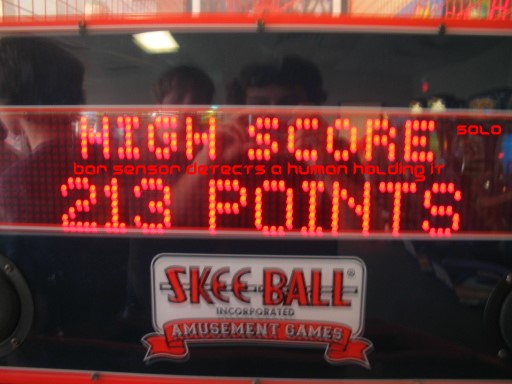 HIGH SCORE
SOLO
bar sensor detects a human holding it
213 POINTS
SKEE BALL®
INCORPORATED
AMUSEMENT GAMES